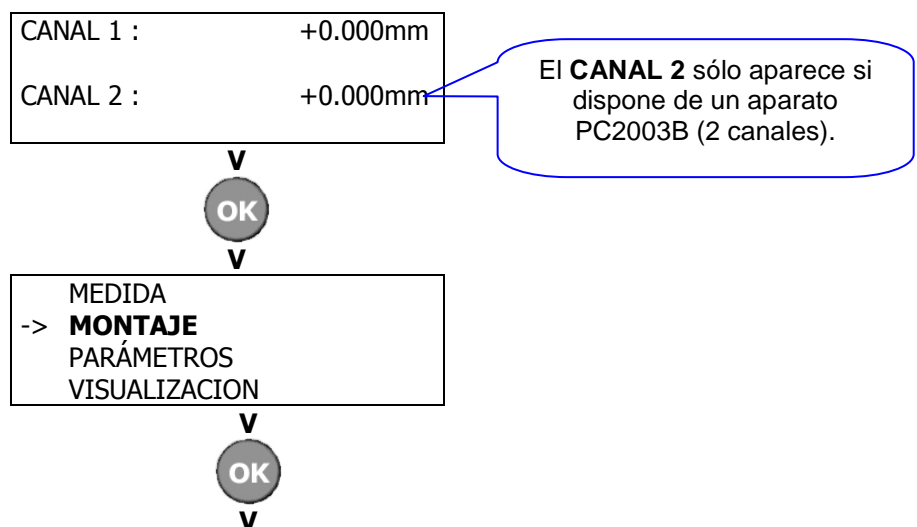 CANAL 1 : +0.000mm
CANAL 2 : +0.000mm
El CANAL 2 sólo aparece si
dispone de un aparato
PC2003B (2 canales).
V
OK
V
MEDIDA
-> MONTAJE
PARÁMETROS
VISUALIZACION
V
OK
V